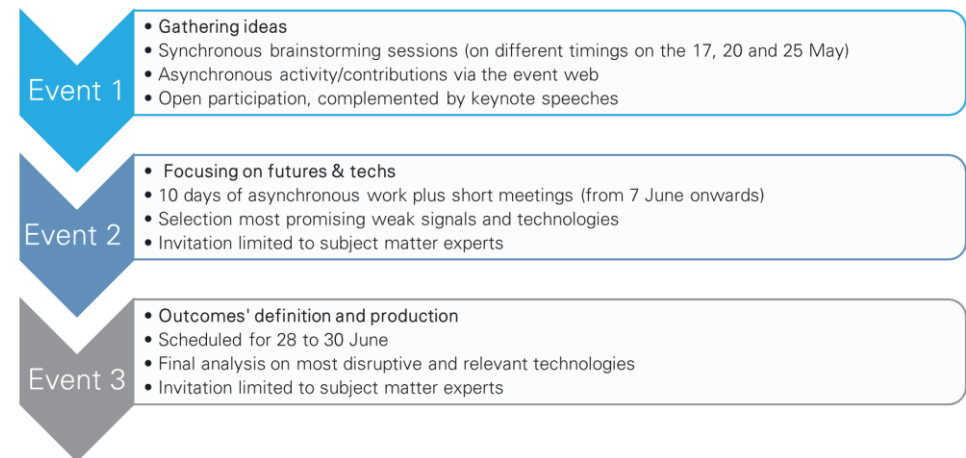 Event 1
• Gathering ideas
• Synchronous brainstorming sessions (on different timings on the 17, 20 and 25 May)
• Asynchronous activity/contributions via the event web
• Open participation, complemented by keynote speeches
Event 2
• Focusing on futures & techs
• 10 days of asynchronous work plus short meetings (from 7 June onwards)
• Selection most promising weak signals and technologies
• Invitation limited to subject matter experts
Event 3
• Outcomes' definition and production
• Scheduled for 28 to 30 June
• Final analysis on most disruptive and relevant technologies
• Invitation limited to subject matter experts